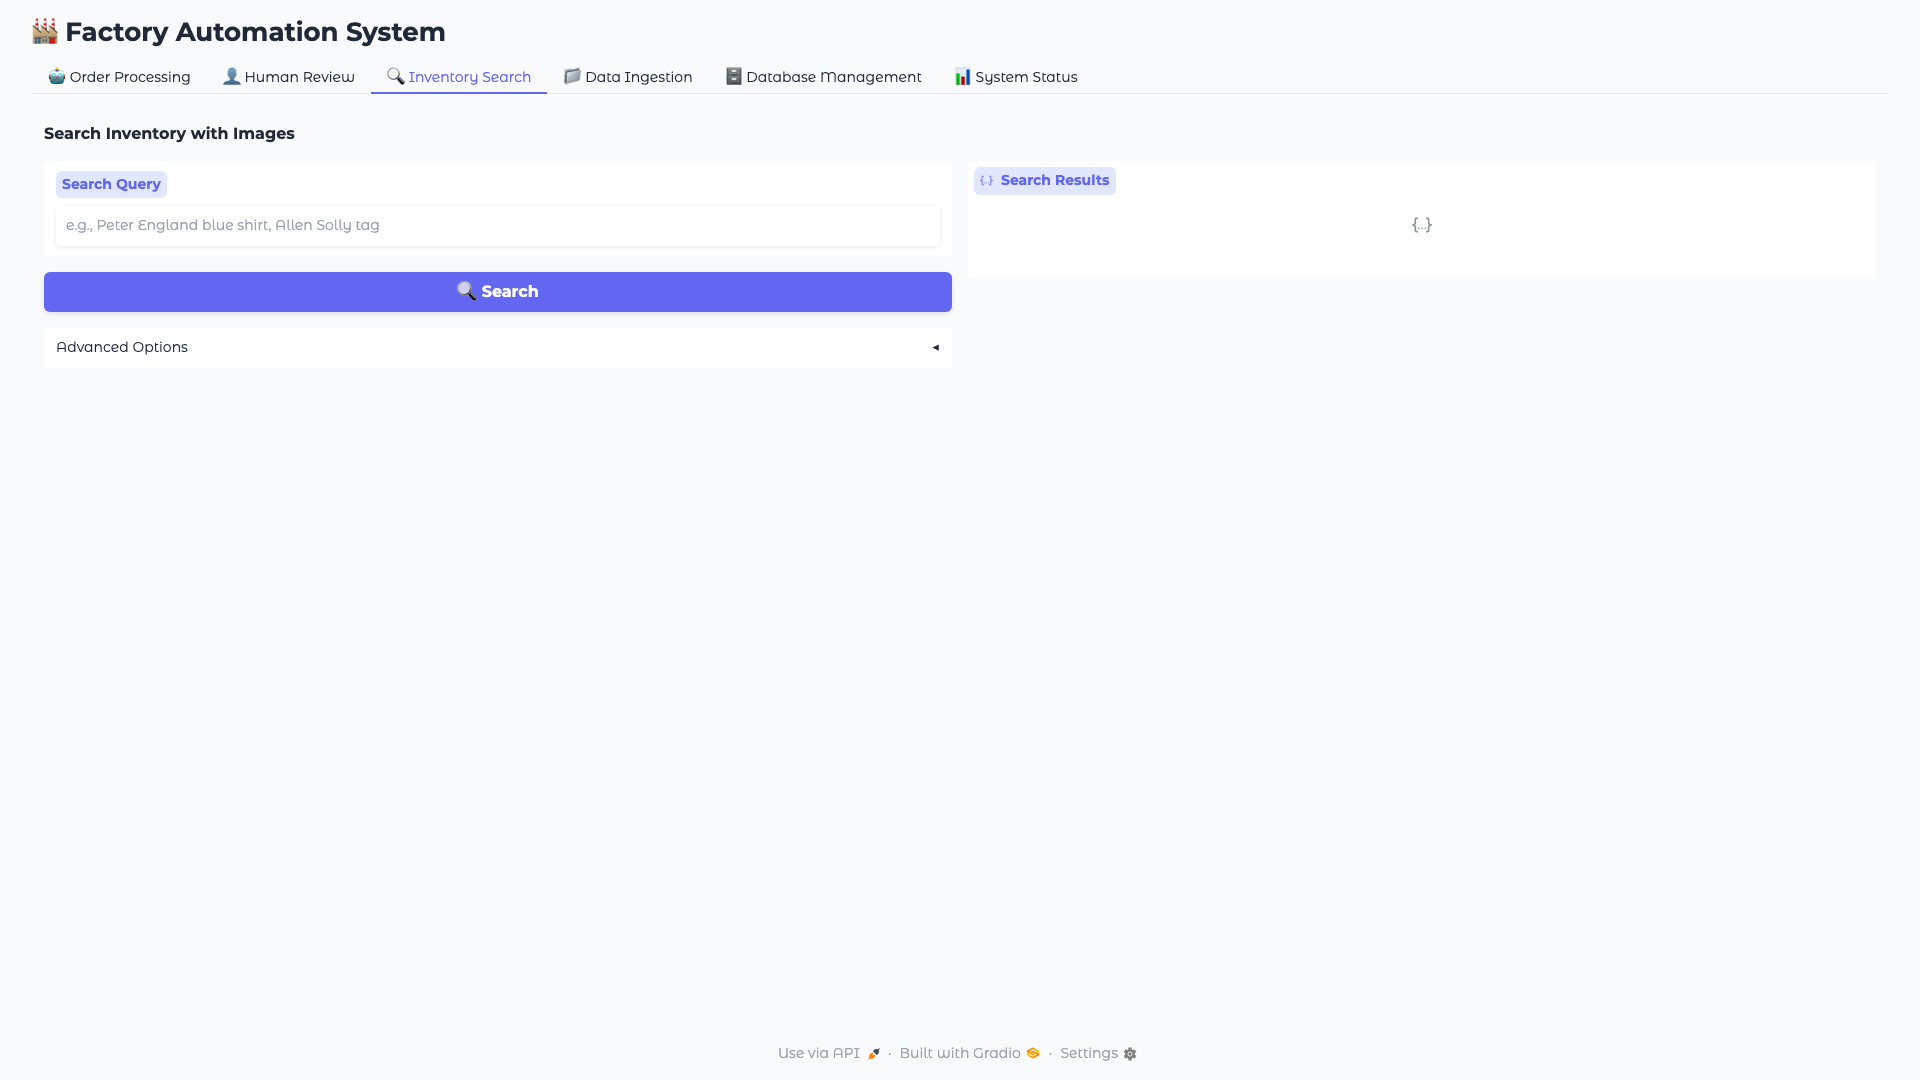 Factory Automation System
Order Processing
Human Review
Inventory Search
Data Ingestion
Database Management
System Status
Search Inventory with Images
Search Query
e.g., Peter England blue shirt, Allen Solly tag
Search
Advanced Options
{..} Search Results
{...}
Use via API · Built with Gradio · Settings